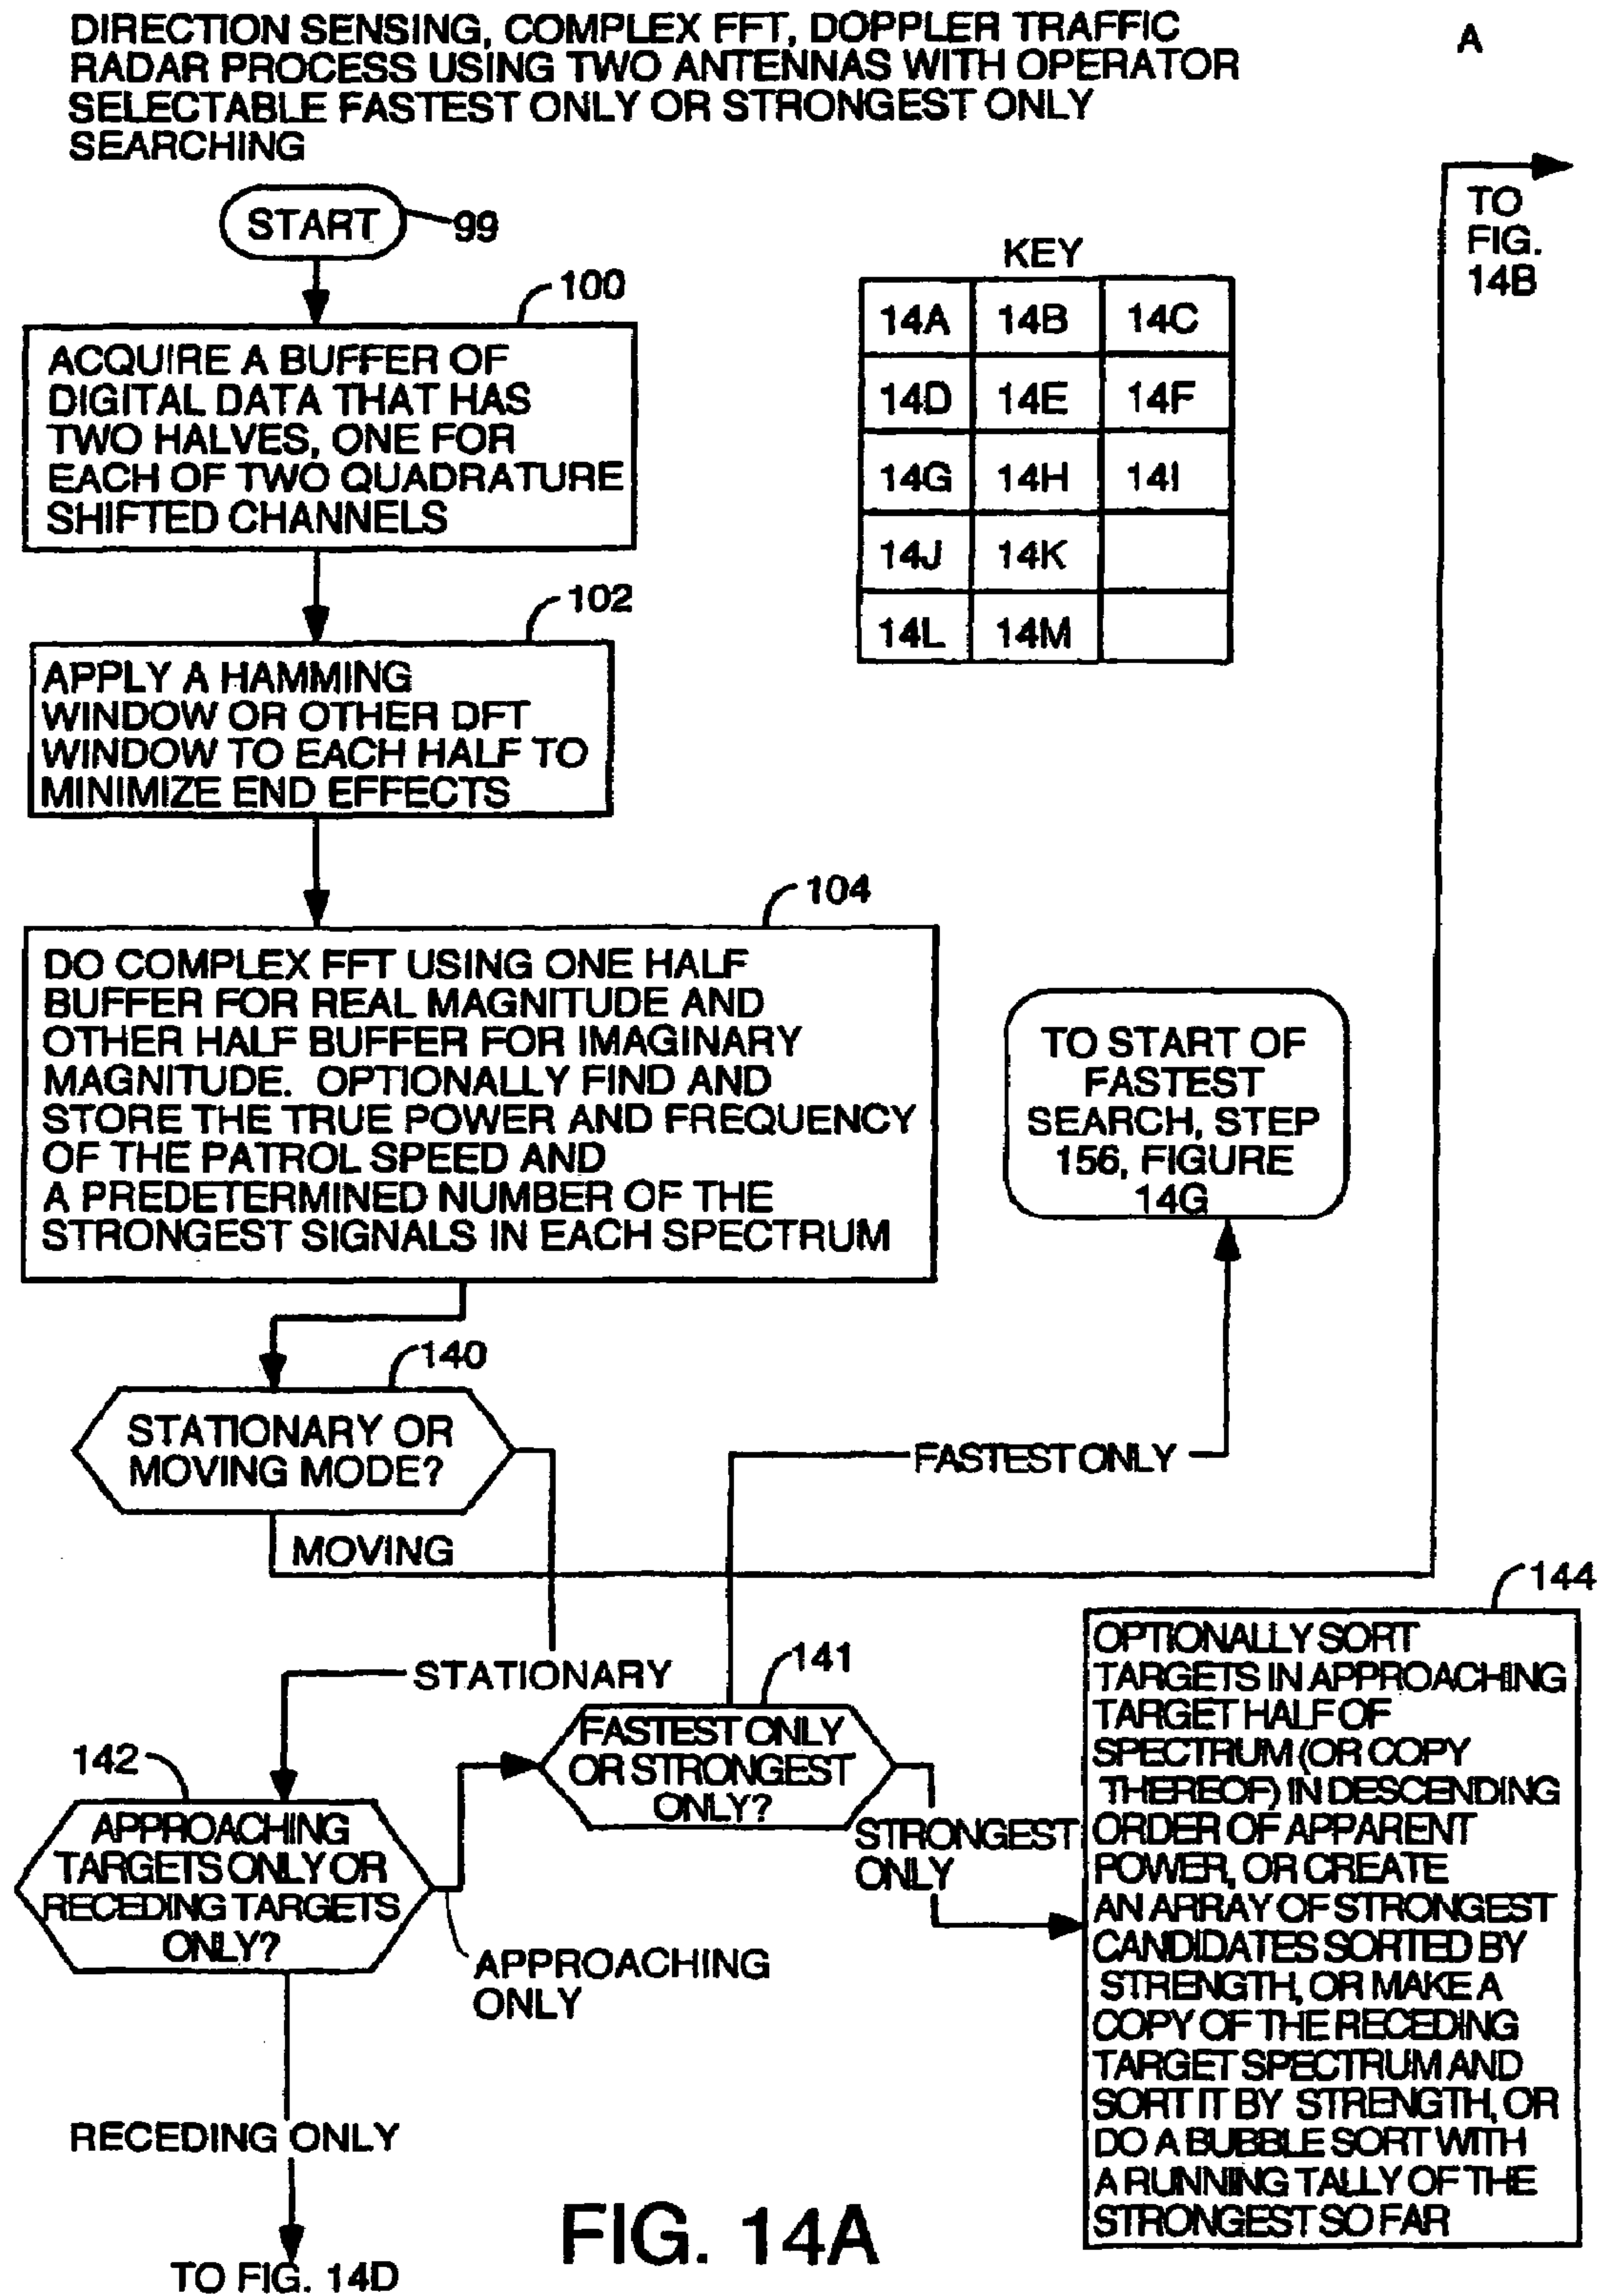 DIRECTION SENSING, COMPLEX FFT, DOPPLER TRAFFIC
RADAR PROCESS USING TWO ANTENNAS WITH OPERATOR
SELECTABLE FASTEST ONLY OR STRONGEST ONLY
SEARCHING
A
TO
FIG.
14B
START
99
100
ACQUIRE A BUFFER OF
DIGITAL DATA THAT HAS
TWO HALVES, ONE FOR
EACH OF TWO QUADRATURE
SHIFTED CHANNELS
KEY
14A 14B 14C
14D 14E 14F
14G 14H 14I
14J 14K
14L 14M
102
APPLY A HAMMING
WINDOW OR OTHER DFT
WINDOW TO EACH HALF TO
MINIMIZE END EFFECTS
104
DO COMPLEX FFT USING ONE HALF
BUFFER FOR REAL MAGNITUDE AND
OTHER HALF BUFFER FOR IMAGINARY
MAGNITUDE. OPTIONALLY FIND AND
STORE THE TRUE POWER AND FREQUENCY
OF THE PATROL SPEED AND
A PREDETERMINED NUMBER OF THE
STRONGEST SIGNALS IN EACH SPECTRUM
TO START OF
FASTEST
SEARCH, STEP
156, FIGURE
14G
140
STATIONARY OR
MOVING MODE?
MOVING
FASTEST ONLY
STATIONARY
141
FASTEST ONLY
OR STRONGEST
ONLY?
STRONGEST
ONLY
142
APPROACHING
TARGETS ONLY OR
RECEDING TARGETS
ONLY?
APPROACHING
ONLY
144
OPTIONALLY SORT
TARGETS IN APPROACHING
TARGET HALF OF
SPECTRUM (OR COPY
THEREOF) IN DESCENDING
ORDER OF APPARENT
POWER, OR CREATE
AN ARRAY OF STRONGEST
CANDIDATES SORTED BY
STRENGTH, OR MAKE A
COPY OF THE RECEDING
TARGET SPECTRUM AND
SORT IT BY STRENGTH, OR
DO A BUBBLE SORT WITH
A RUNNING TALLY OF THE
STRONGEST SO FAR
RECEDING ONLY
TO FIG. 14D
FIG. 14A